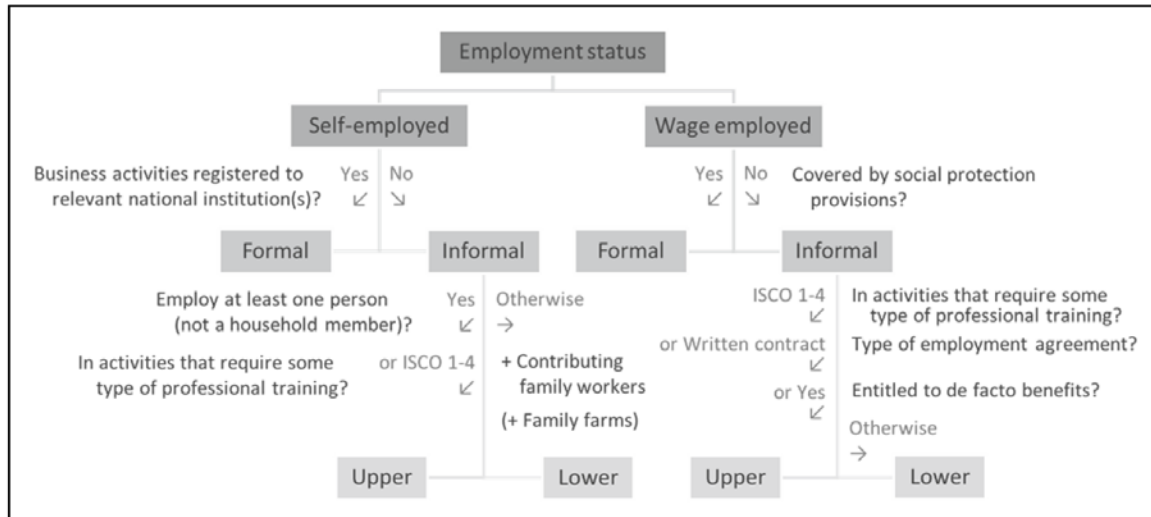 Employment status
Self-employed
Wage employed
Business activities registered to
relevant national institution(s)?
Yes
No
↙
↘
Yes
No
↙
↘
Covered by social protection
provisions?
Formal
Informal
Formal
Informal
Employ at least one person
(not a household member)?
Yes
↙
Otherwise
→
In activities that require some
type of professional training?
or ISCO 1-4
↙
+ Contributing
family workers
(+ Family farms)
ISCO 1-4
↙
In activities that require some
type of professional training?
or Written contract
↙
Type of employment agreement?
or Yes
↙
Entitled to de facto benefits?
Otherwise
→
Upper
Lower
Upper
Lower